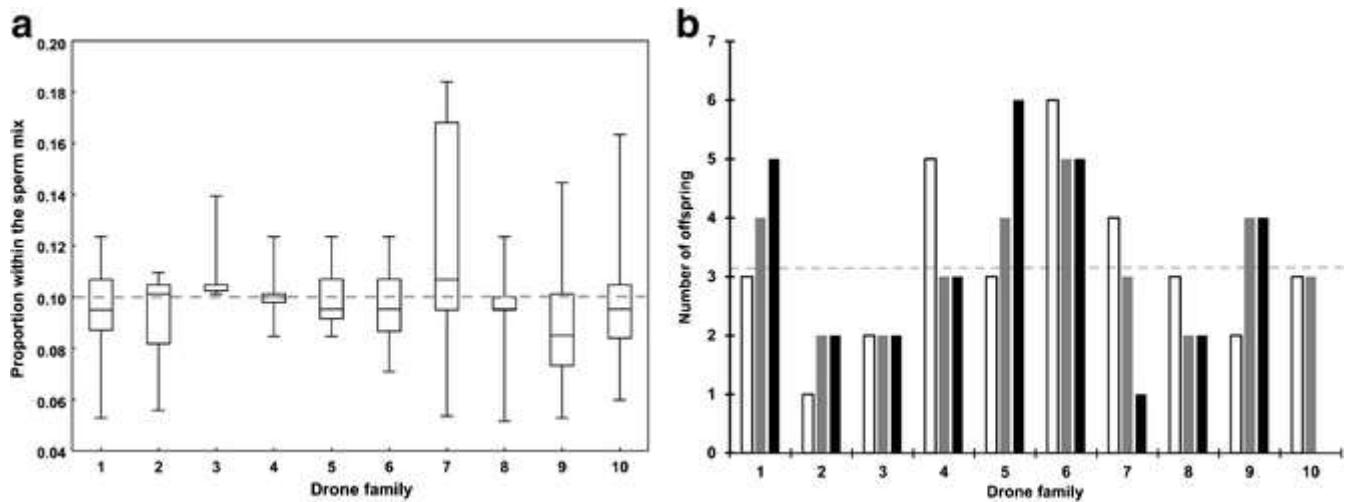 a
0.20
0.18
0.16
0.14
0.12
0.10
0.08
0.06
0.04
Proportion within the sperm mix
1 2 3 4 5 6 7 8 9 10
Drone family
b
7
6
5
4
3
2
1
0
Number of offspring
1 2 3 4 5 6 7 8 9 10
Drone family